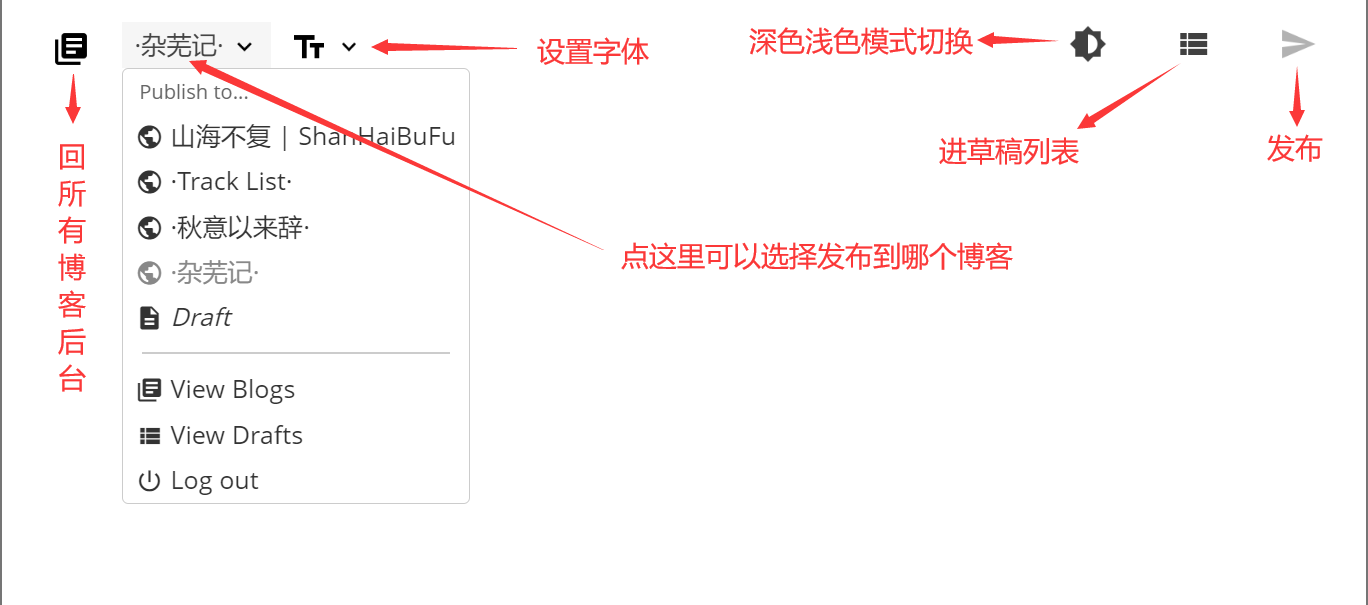 ·杂芜记·
TT
设置字体
深色浅色模式切换
Publish to...
山海不复 | ShanHaiBuFu
·Track List·
·秋意以来辞·
·杂芜记·
Draft
View Blogs
View Drafts
Log out
回所有博客后台
点这里可以选择发布到哪个博客
进草稿列表
发布